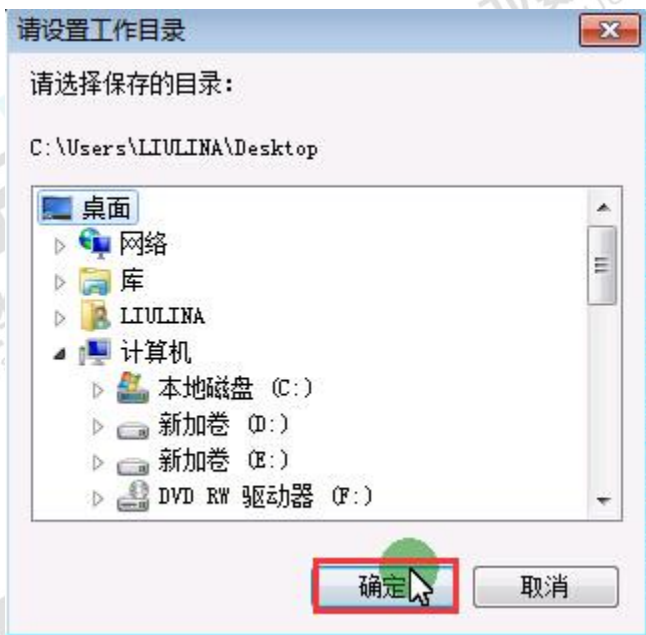 请设置工作目录
请选择保存的目录:
C:\Users\LIULINA\Desktop
桌面
网络
库
LIULINA
计算机
本地磁盘 (C:)
新加卷 (D:)
新加卷 (E:)
DVD RW 驱动器 (F:)
确定
取消